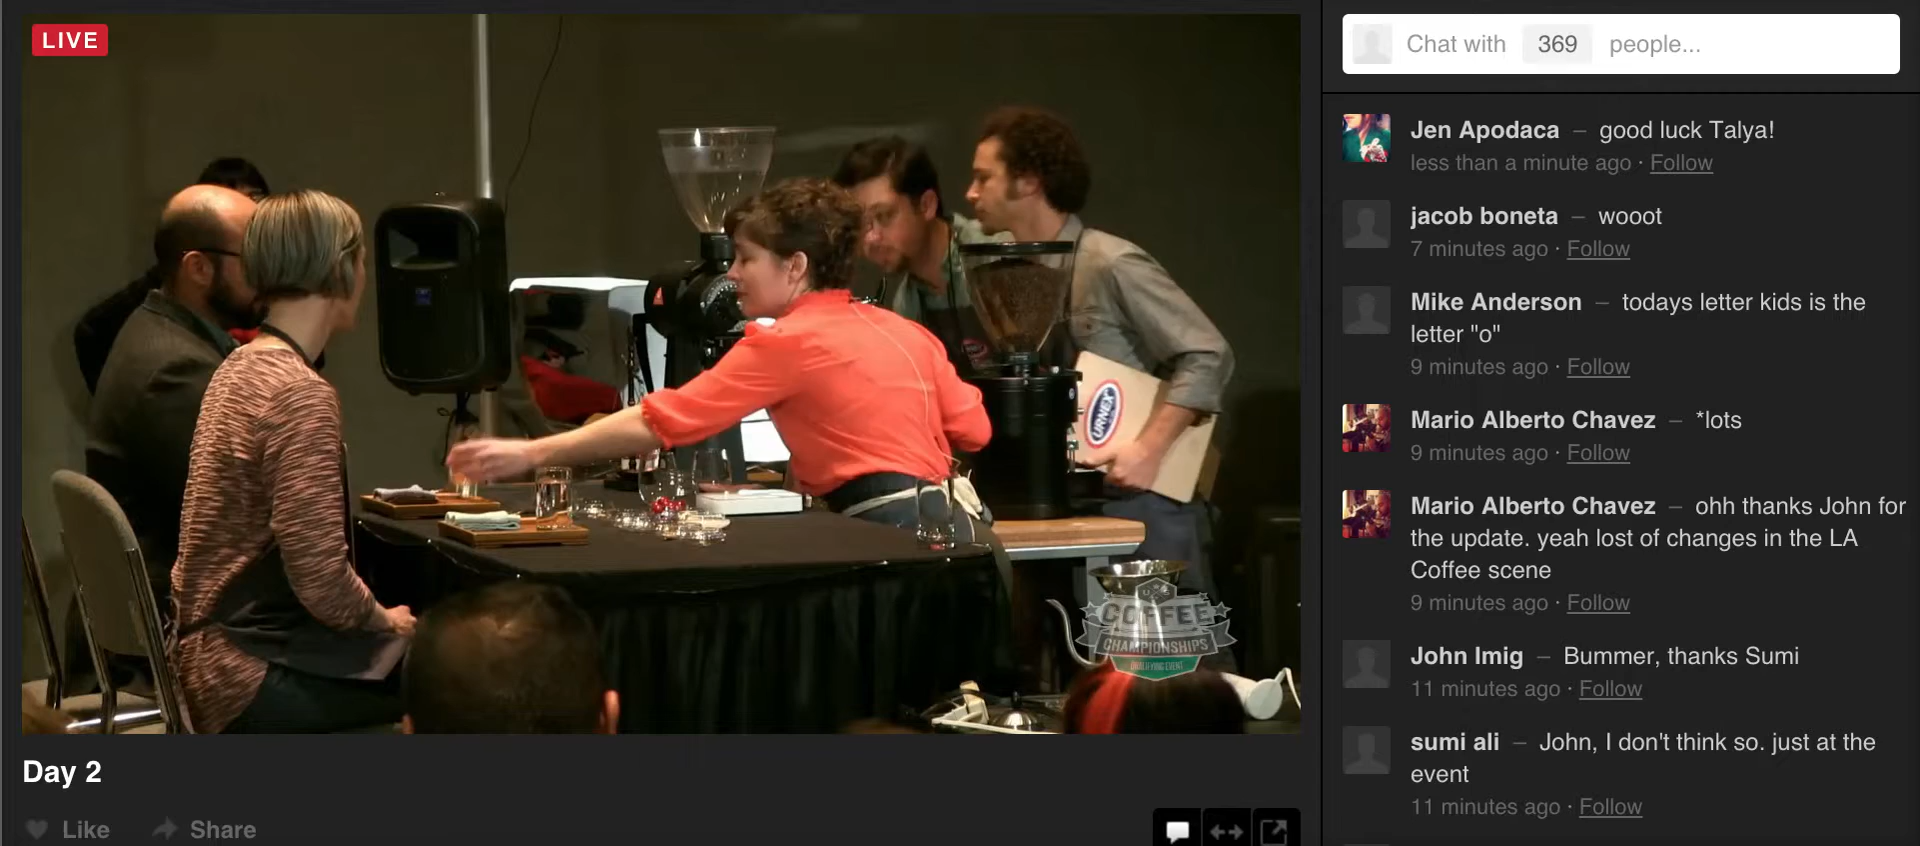 LIVE
URNEX
U S
COFFEE
CHAMPIONSHIPS
QUALIFYING EVENT
Day 2
Like Share
Chat with 369 people...
Jen Apodaca – good luck Talya!
less than a minute ago · Follow
jacob boneta – wooot
7 minutes ago · Follow
Mike Anderson – todays letter kids is the
letter "o"
9 minutes ago · Follow
Mario Alberto Chavez – *lots
9 minutes ago · Follow
Mario Alberto Chavez – ohh thanks John for
the update. yeah lost of changes in the LA
Coffee scene
9 minutes ago · Follow
John Imig – Bummer, thanks Sumi
11 minutes ago · Follow
sumi ali – John, I don't think so. just at the
event
11 minutes ago · Follow